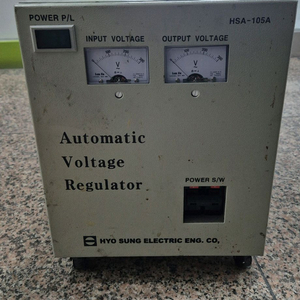 POWER P/L
HSA-105A
INPUT VOLTAGE
OUTPUT VOLTAGE
V
V
Automatic
Voltage
Regulator
POWER S/W
HYO SUNG ELECTRIC ENG. CO,